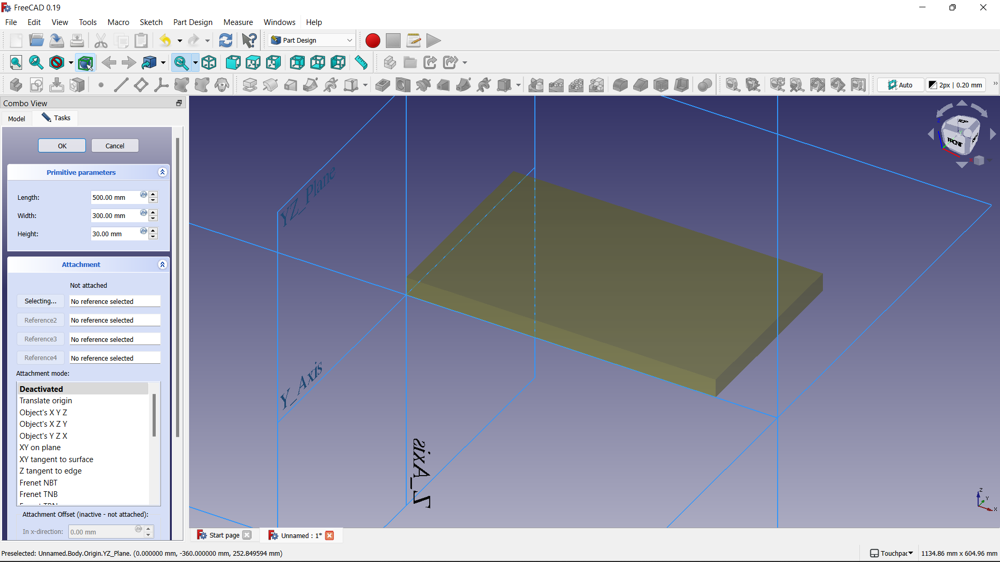 FreeCAD 0.19
File Edit View Tools Macro Sketch Part Design Measure Windows Help
Part Design
Auto
2px | 0.20 mm
Combo View
Model
Tasks
OK
Cancel
Primitive parameters
Length: 500.00 mm
Width: 300.00 mm
Height: 30.00 mm
Attachment
Not attached
Selecting... No reference selected
Reference2 No reference selected
Reference3 No reference selected
Reference4 No reference selected
Attachment mode:
Deactivated
Translate origin
Object's X Y Z
Object's X Z Y
Object's Y Z X
XY on plane
XY tangent to surface
Z tangent to edge
Frenet NBT
Frenet TNB
Attachment Offset (inactive - not attached):
In x-direction: 0.00 mm
YZ_Plane
Y_Axis
Z_Axis
TOP
FRONT
Z
Z
Y
X
Start page
Unnamed : 1*
Preselected: Unnamed.Body.Origin.YZ_Plane. (0.000000 mm, -360.000000 mm, 252.849594 mm)
Touchpad
1134.86 mm x 604.96 mm